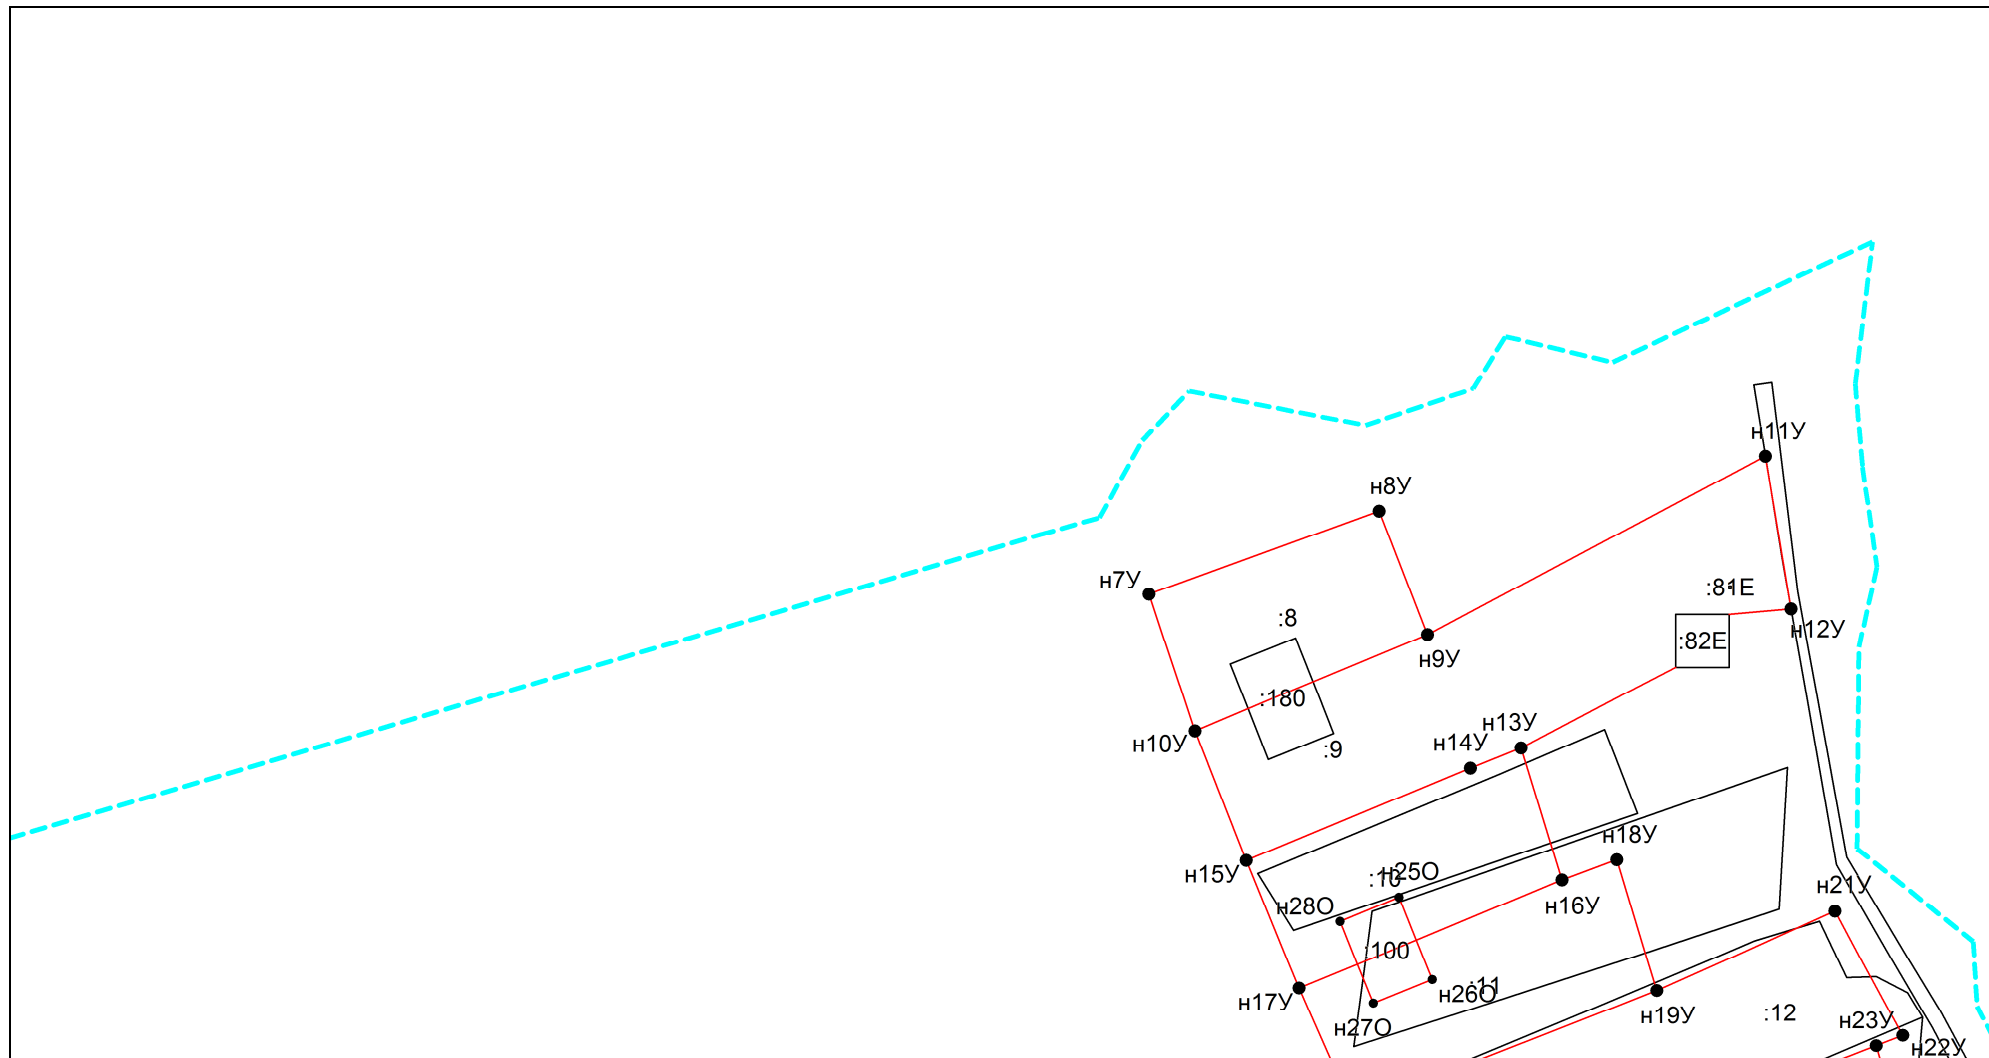 н11У
н8У
н7У
:81Е
:8
н12У
:82Е
н9У
:180
н13У
н10У
н14У
:9
н18У
н15У
н25О
:10
н21У
н28О
н16У
:100
:11
н26О
н17У
н19У
:12
н23У
н27О
н22У